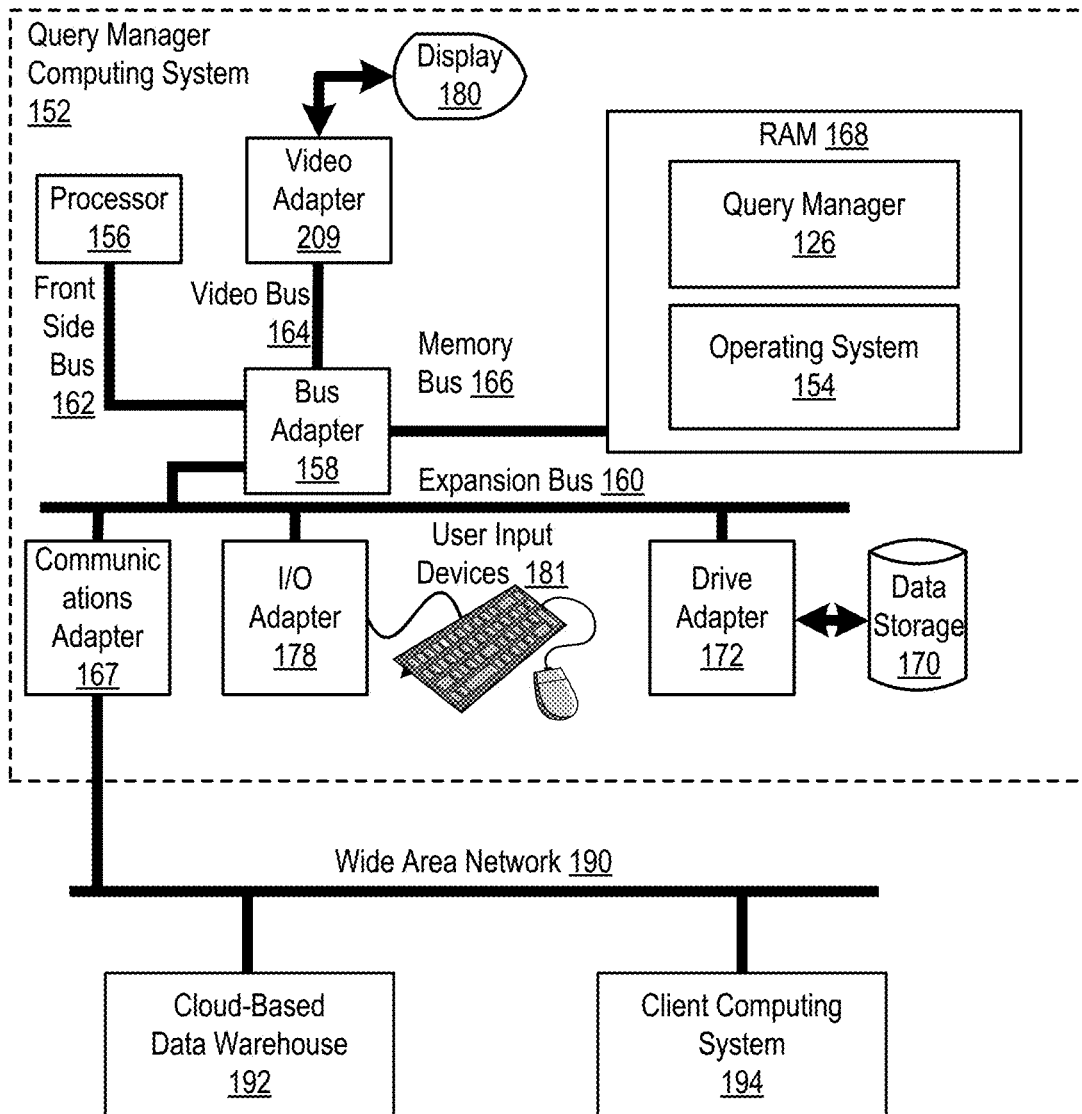 Query Manager
Computing System
152
Display
180
Video
Adapter
209
RAM 168
Query Manager
126
Operating System
154
Processor
156
Front
Side
Bus
162
Video Bus
164
Memory
Bus 166
Bus
Adapter
158
Expansion Bus 160
Communic
ations
Adapter
167
I/O
Adapter
178
User Input
Devices 181
Drive
Adapter
172
Data
Storage
170
Wide Area Network 190
Cloud-Based
Data Warehouse
192
Client Computing
System
194